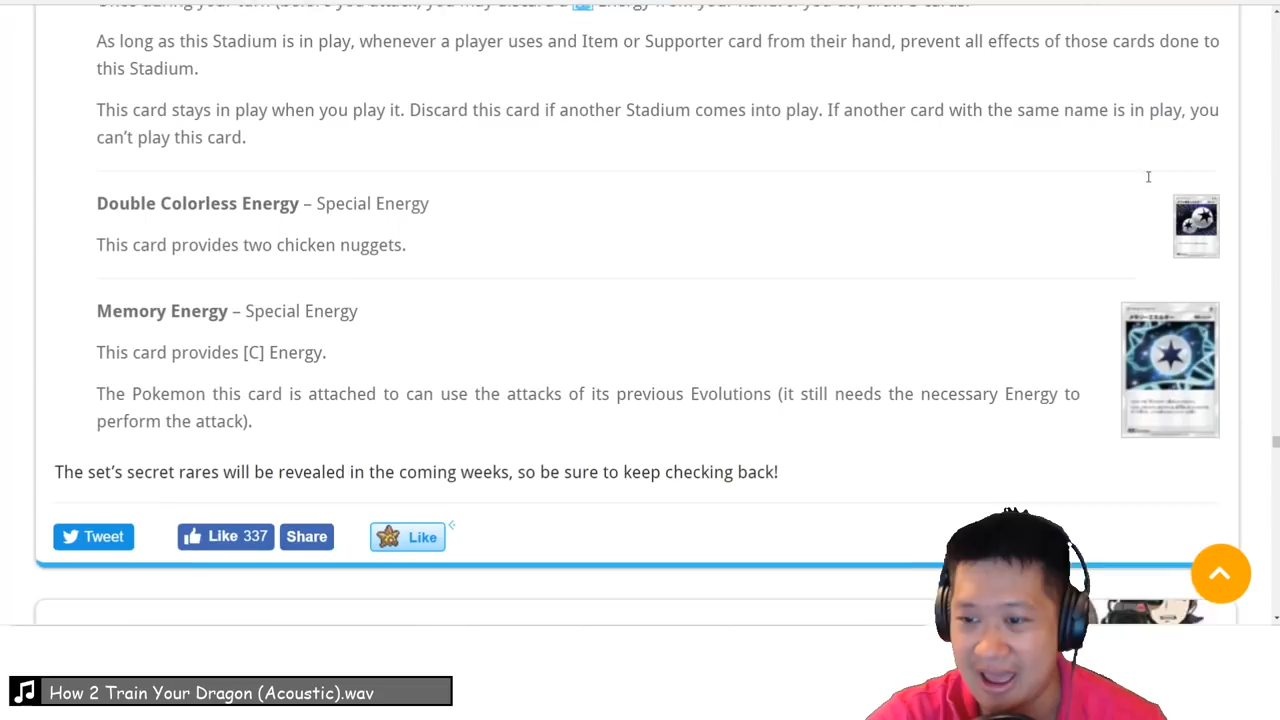 As long as this Stadium is in play, whenever a player uses and Item or Supporter card from their hand, prevent all effects of those cards done to
this Stadium.
This card stays in play when you play it. Discard this card if another Stadium comes into play. If another card with the same name is in play, you
can't play this card.
Double Colorless Energy – Special Energy
This card provides two chicken nuggets.
Memory Energy – Special Energy
This card provides [C] Energy.
The Pokemon this card is attached to can use the attacks of its previous Evolutions (it still needs the necessary Energy to
perform the attack).
The set's secret rares will be revealed in the coming weeks, so be sure to keep checking back!
Tweet
Like 337
Share
Like
How 2 Train Your Dragon (Acoustic).wav